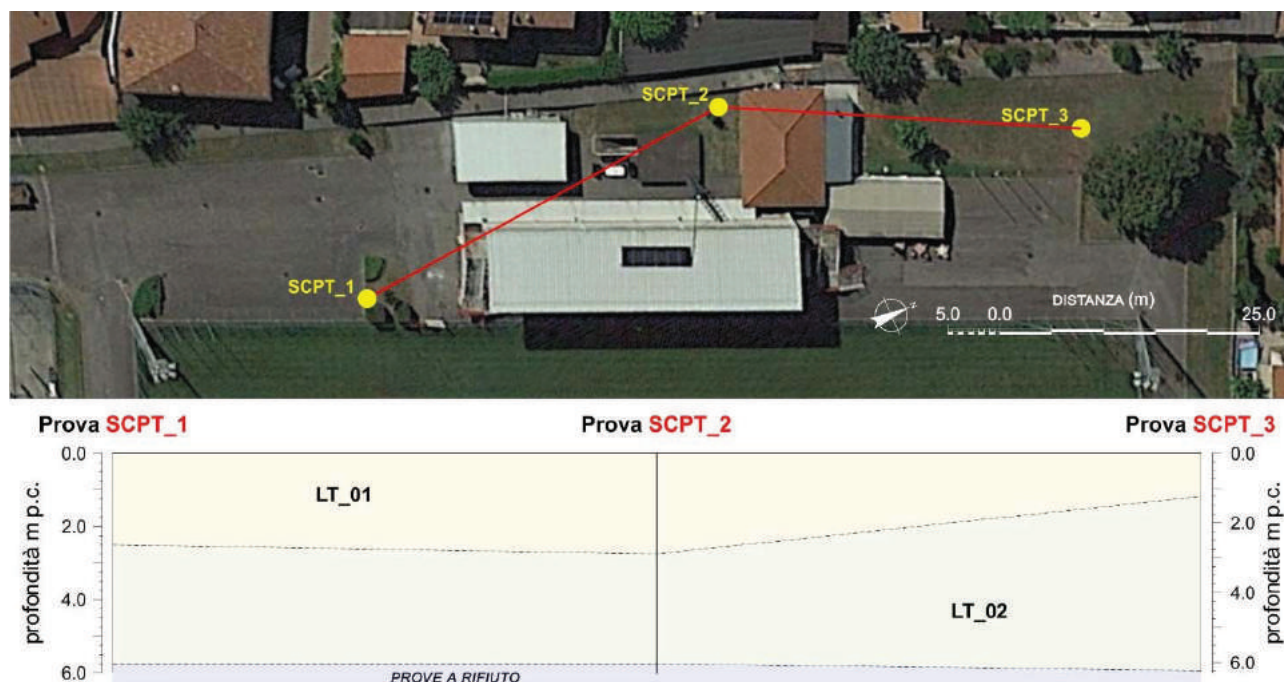 SCPT_2
SCPT_3
SCPT_1
DISTANZA (m)
5.0 0.0 25.0
Prova SCPT_1 Prova SCPT_2 Prova SCPT_3
0.0 0.0
LT_01
2.0 2.0
profondità m p.c. profondità m p.c.
4.0 4.0
LT_02
6.0 6.0
PROVE A RIFIUTO